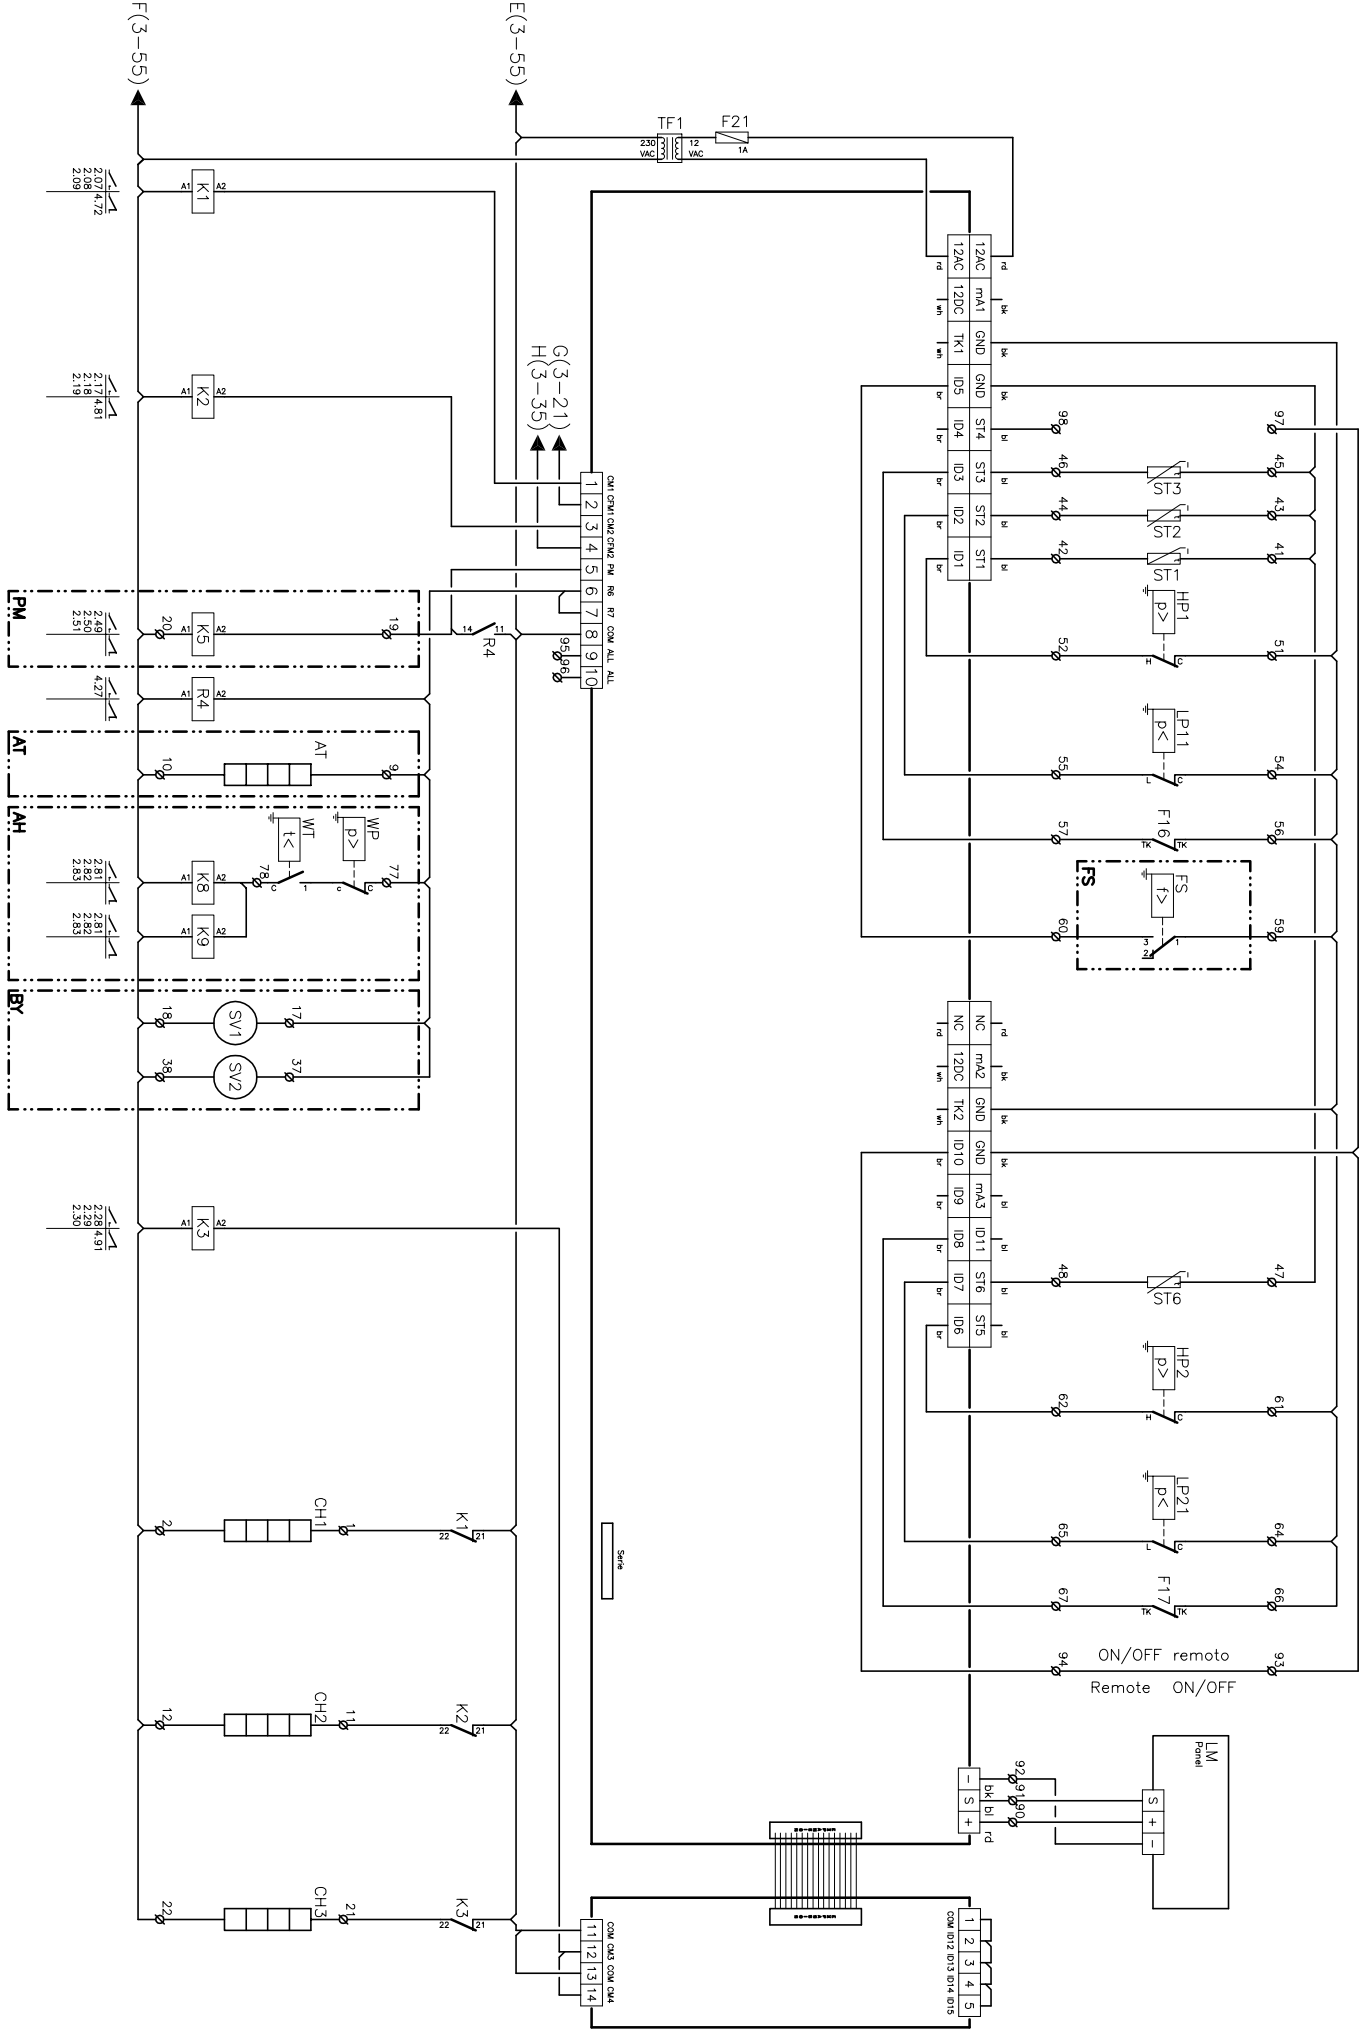 F(3-55)
E(3-55)
TF1
230
VAC
12
VAC
F21
1A
2.07 4.72
2.08
2.09
A1 K1 A2
2.17 4.81
2.18
2.19
A1 K2 A2
G(3-21)
H(3-35)
1 2 3 4 5 6 7 8 9 10
CM1 CFM1 CM2 CFM2 PM R6 R7 COM ALL ALL
95 96
14 11
R4
PM
2.49
2.50
2.51
20
A1 K5 A2
19
4.27
A1 R4 A2
AT
10
AT
9
AH
WT
t<
WP
p>
78
C 1
c C
77
2.81
2.82
2.83
A1 K8 A2
2.81
2.82
2.83
A1 K9 A2
BY
18
SV1
17
38
SV2
37
2.28 4.91
2.29
2.30
A1 K3 A2
2
CH1
1
K1
22 21
12
CH2
11
K2
22 21
22
CH3
21
K3
22 21
12AC 12DC TK1 ID5 ID4 ID3 ID2 ID1
rd wh wh br br br br br
12AC mA1 GND GND ST4 ST3 ST2 ST1
rd bk bk bk bl bl bl bl
98
97
46
ST3
45
44
ST2
43
42
ST1
41
HP1
p>
52
H C
51
LP11
p<
55
L C
54
F16
57
TK TK
56
FS
FS
f>
60
3 1
2
59
NC 12DC TK2 ID10 ID9 ID8 ID7 ID6
rd wh wh br br br br br
NC mA2 GND GND mA3 ID11 ST6 ST5
rd bk bk bk bl bl bl bl
48
ST6
47
HP2
p>
62
H C
61
LP21
p<
65
L C
64
F17
67
TK TK
66
94
93
ON/OFF remoto
Remote ON/OFF
Serie
LM
Panel
S + -
92 91 90
bk bl rd
- S +
11 12 13 14
COM CM3 COM CM4
1 2 3 4 5
COM ID12 ID13 ID14 ID15